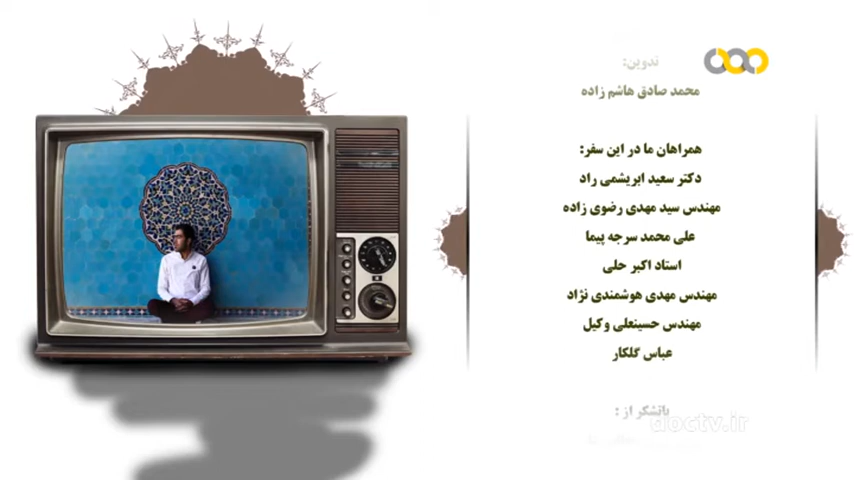 تدوین:
محمد صادق هاشم زاده
همراهان ما در این سفر:
دکتر سعید ابریشمی راد
مهندس سید مهدی رضوی زاده
علی محمد سرجه پیما
استاد اکبر حلی
مهندس مهدی هوشمندی نژاد
مهندس حسینعلی وکیل
عباس گلکار
باتشکر از :
doctv.ir